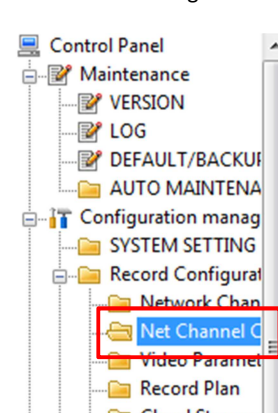 Control Panel
Maintenance
VERSION
LOG
DEFAULT/BACKUP
AUTO MAINTENA
Configuration manag
SYSTEM SETTING
Record Configurat
Network Chan
Net Channel C
Video Paramet
Record Plan